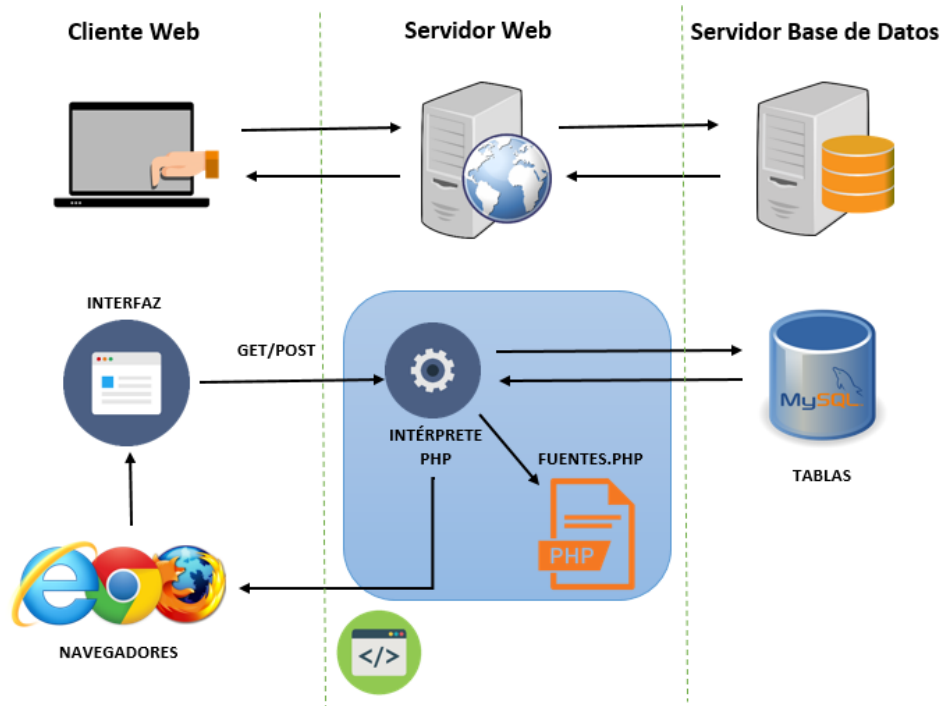 Cliente Web
Servidor Web
Servidor Base de Datos
INTERFAZ
GET/POST
INTÉRPRETE
PHP
FUENTES.PHP
PHP
MySQL
TABLAS
NAVEGADORES
</>